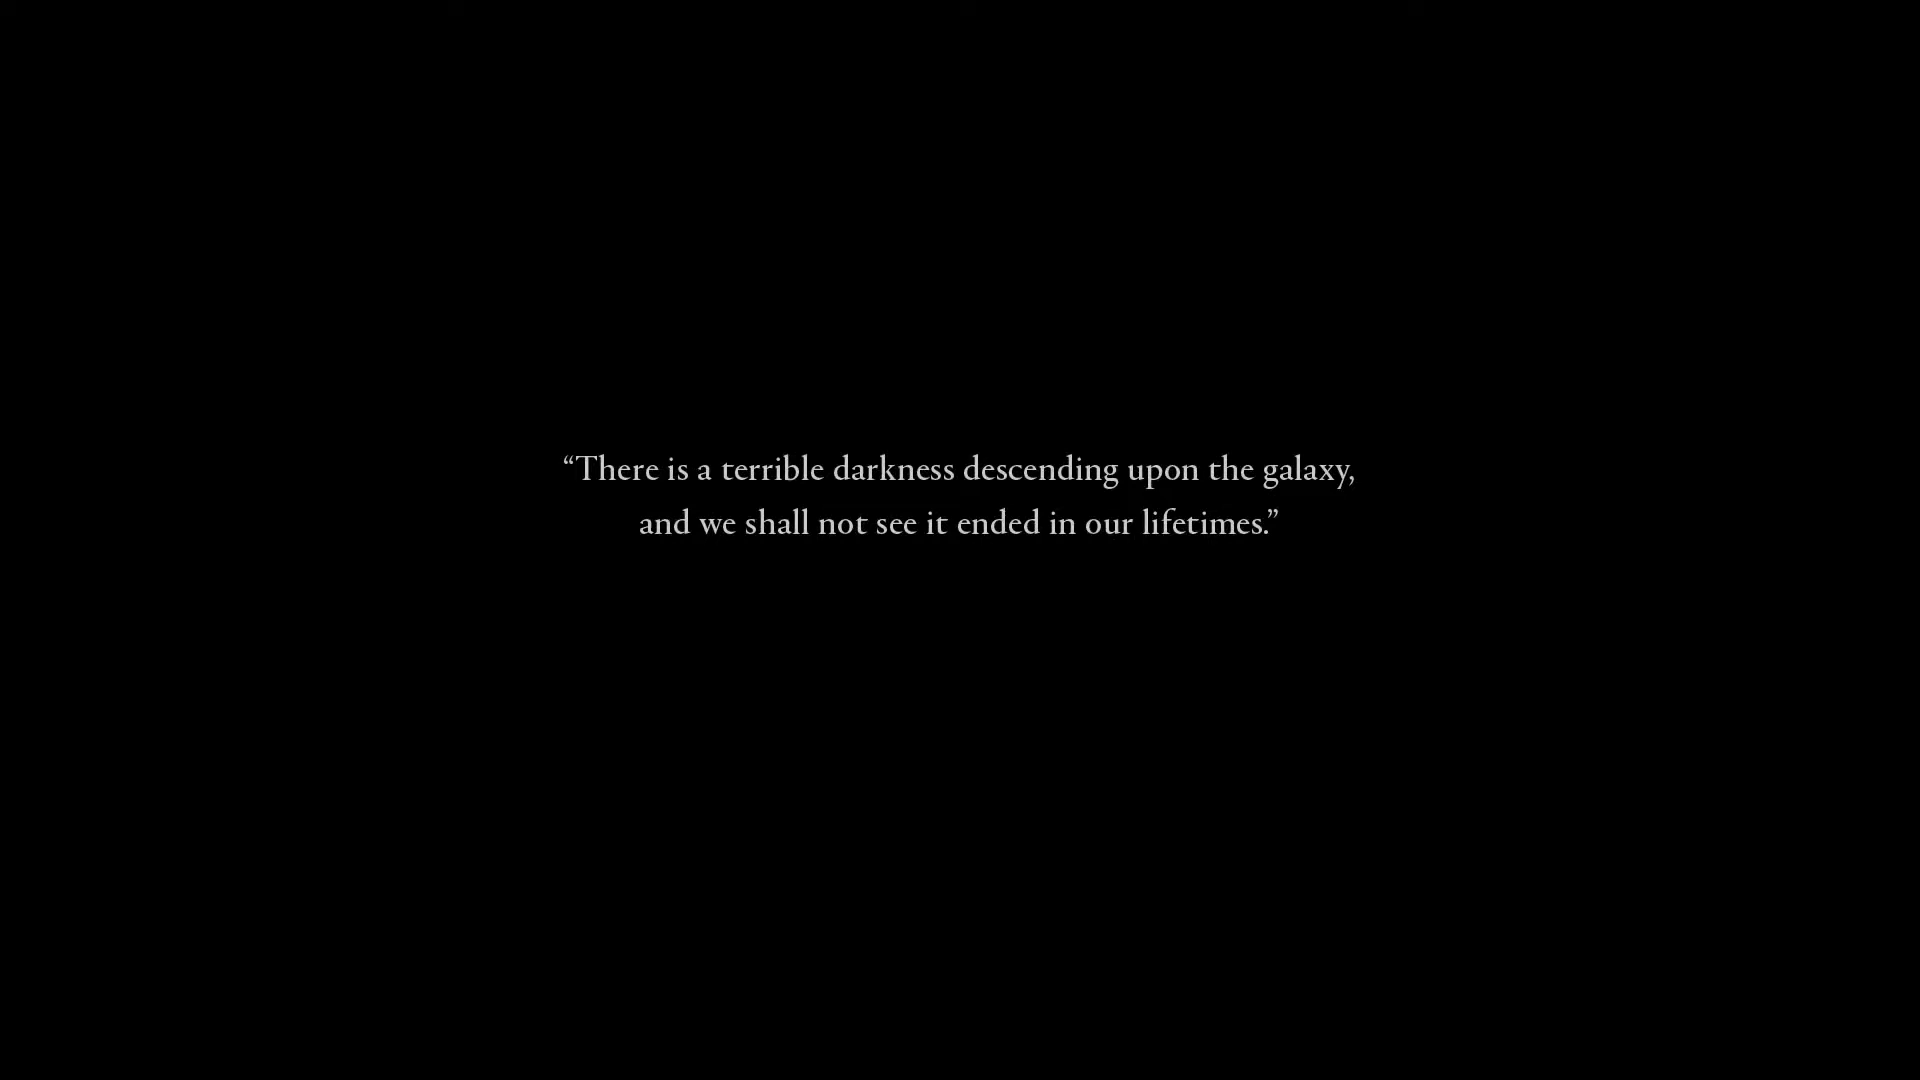 “There is a terrible darkness descending upon the galaxy,
and we shall not see it ended in our lifetimes.”